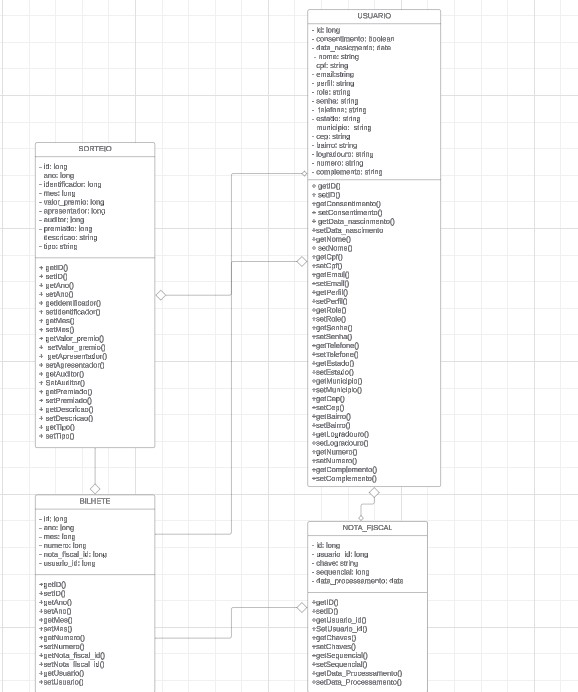 USUARIO
- id: long
- consentimento: boolean
- data_nascimento: date
- nome: string
cpf: string
- email:string
- perfil: string
- role: string
- senha: string
- telefone: string
- estado: string
municipio: string
- cep: string
- bairro: string
- logradouro: string
- numero: string
- complemento: string
+ getID()
+ setID()
+getConsentimento()
+ setConsentimento()
+ getData_nascimento()
+setData_nascimento
+getNome()
+ setNome()
+getCpf()
+setCpf()
+getEmail()
+setEmail()
+getPerfil()
+setPerfil()
+getRole()
+setRole()
+getSenha()
+setSenha()
+getTelefone()
+setTelefone()
+getEstado()
+setEstado()
+getMunicipio()
+setMunicipio()
+getCep()
+setCep()
+getBairro()
+setBairro()
+getLogradouro()
+setLogradouro()
+getNumero()
+setNumero()
+getComplemento()
+setComplemento()
SORTEIO
- id: long
ano: long
- identificador: long
- mes: long
- valor_premio: long
- apresentador: long
- auditor: long
- premiado: long
descricao: string
- tipo: string
+ getID()
+ setID()
+ getAno()
+ setAno()
+ getIdentificador()
+ setIdentificador()
+ getMes()
+ setMes()
+ getValor_premio()
+ setValor_premio()
+ getApresentador()
+ setApresentador()
+ getAuditor()
+ SetAuditor()
+ getPremiado()
+ setPremiado()
+ getDescricao()
+ setDescricao()
+ getTipo()
+ setTipo()
BILHETE
- id: long
- ano: long
- mes: long
- numero: long
- nota_fiscal_id: long
- usuario_id: long
+getID()
+setID()
+getAno()
+setAno()
+getMes()
+setMes()
+getNumero()
+setNumero()
+getNota_fiscal_id()
+setNota_fiscal_id()
+getUsuario()
+setUsuario()
NOTA_FISCAL
- id: long
- usuario_id: long
- chave: string
- sequencial: long
- data_processamento: date
+getID()
+setID()
+getUsuario_id()
+SetUsuario_id()
+getChaves()
+setChaves()
+getSequencial()
+setSequencial()
+getData_Processamento()
+setData_Processamento()